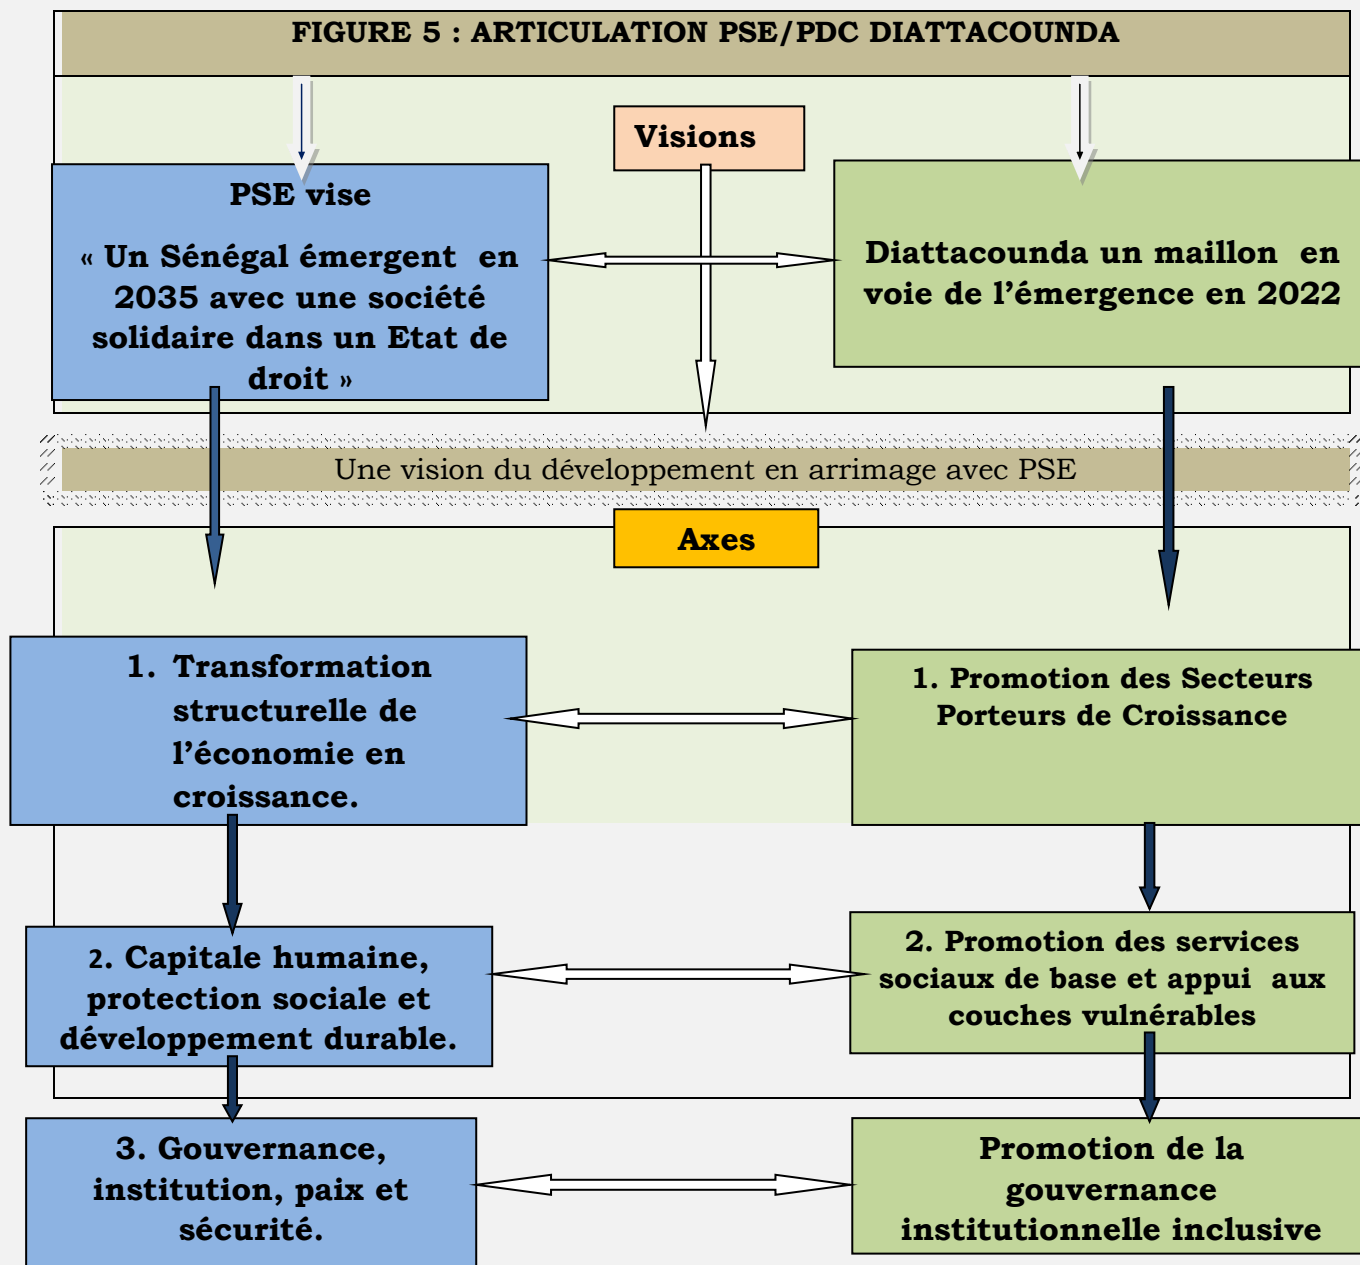 FIGURE 5 : ARTICULATION PSE/PDC DIATTACOUNDA
Visions
PSE vise
« Un Sénégal émergent en
2035 avec une société
solidaire dans un Etat de
droit »
Diattacounda un maillon en
voie de l’émergence en 2022
Une vision du développement en arrimage avec PSE
Axes
1. Transformation
structurelle de
l’économie en
croissance.
1. Promotion des Secteurs
Porteurs de Croissance
2. Capitale humaine,
protection sociale et
développement durable.
2. Promotion des services
sociaux de base et appui aux
couches vulnérables
3. Gouvernance,
institution, paix et
sécurité.
Promotion de la
gouvernance
institutionnelle inclusive